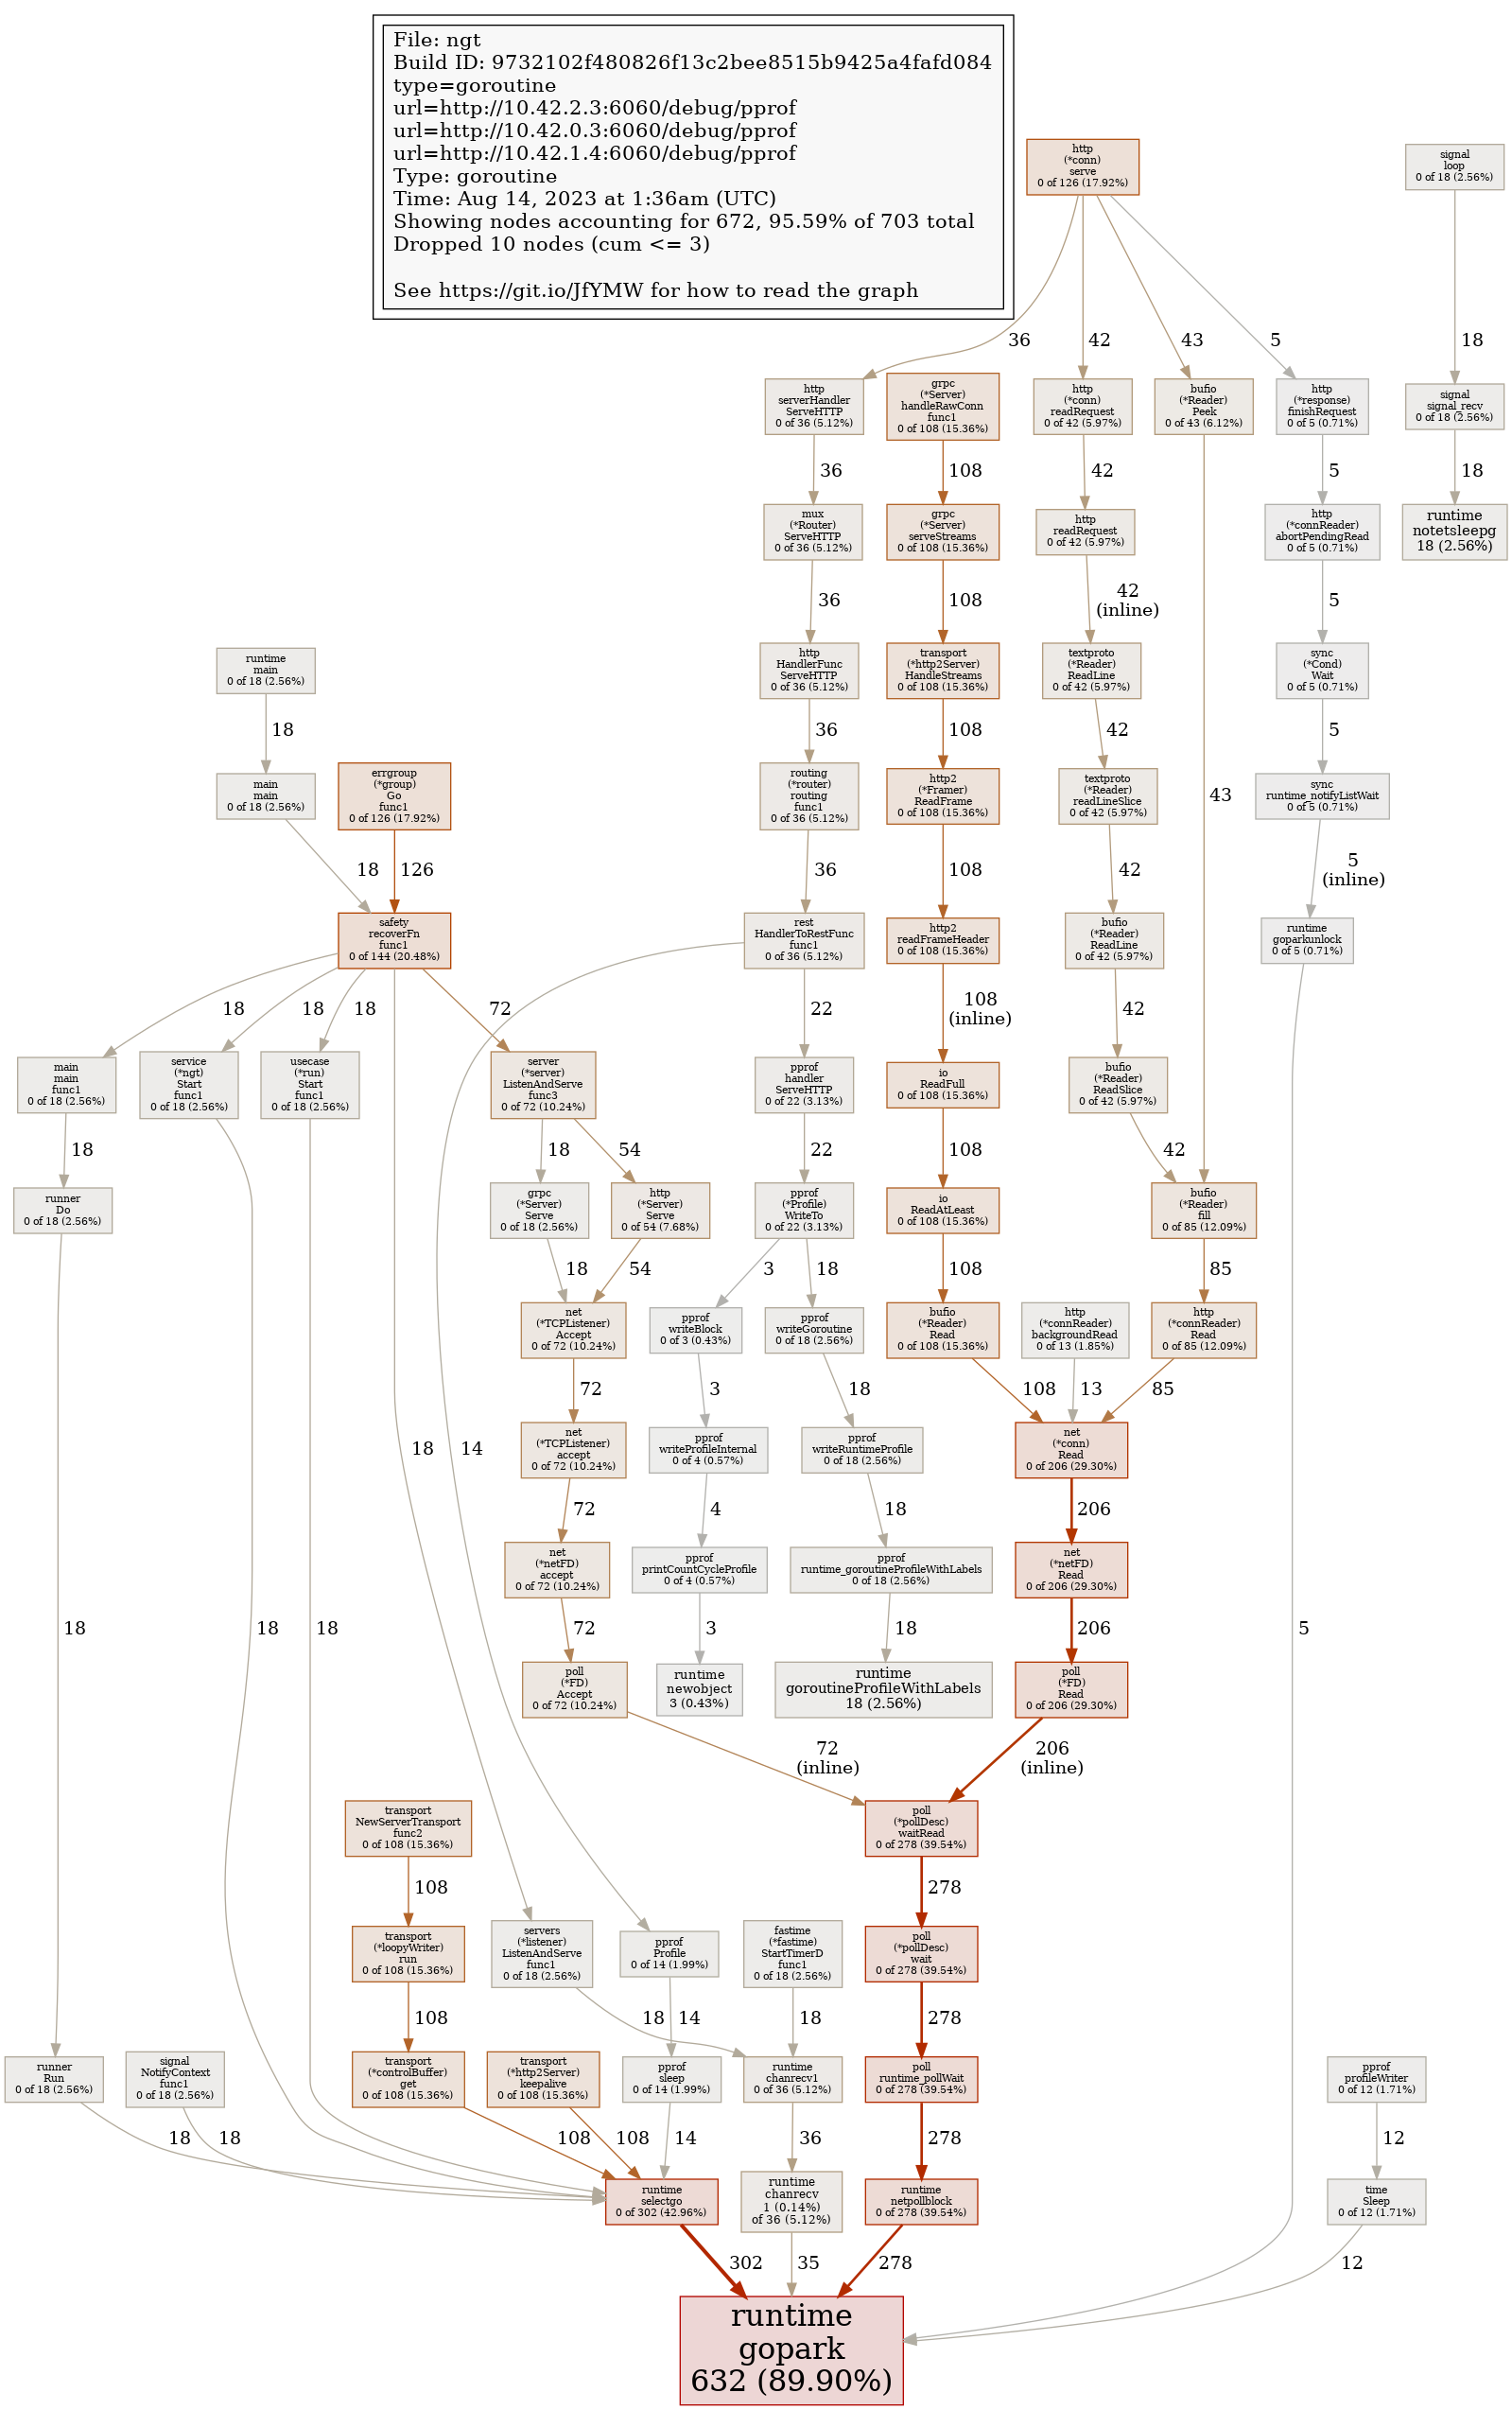 File: ngt
Build ID: 9732102f480826f13c2bee8515b9425a4fafd084
type=goroutine
url=http://10.42.2.3:6060/debug/pprof
url=http://10.42.0.3:6060/debug/pprof
url=http://10.42.1.4:6060/debug/pprof
Type: goroutine
Time: Aug 14, 2023 at 1:36am (UTC)
Showing nodes accounting for 672, 95.59% of 703 total
Dropped 10 nodes (cum <= 3)
See https://git.io/JfYMW for how to read the graph
http
(*conn)
serve
0 of 126 (17.92%)
signal
loop
0 of 18 (2.56%)
36
42
43
5
18
http
serverHandler
ServeHTTP
0 of 36 (5.12%)
grpc
(*Server)
handleRawConn
func1
0 of 108 (15.36%)
http
(*conn)
readRequest
0 of 42 (5.97%)
bufio
(*Reader)
Peek
0 of 43 (6.12%)
http
(*response)
finishRequest
0 of 5 (0.71%)
signal
signal_recv
0 of 18 (2.56%)
36
108
42
5
18
mux
(*Router)
ServeHTTP
0 of 36 (5.12%)
grpc
(*Server)
serveStreams
0 of 108 (15.36%)
http
readRequest
0 of 42 (5.97%)
http
(*connReader)
abortPendingRead
0 of 5 (0.71%)
runtime
notetsleepg
18 (2.56%)
36
108
42
(inline)
5
runtime
main
0 of 18 (2.56%)
http
HandlerFunc
ServeHTTP
0 of 36 (5.12%)
transport
(*http2Server)
HandleStreams
0 of 108 (15.36%)
textproto
(*Reader)
ReadLine
0 of 42 (5.97%)
sync
(*Cond)
Wait
0 of 5 (0.71%)
18
36
108
42
5
main
main
0 of 18 (2.56%)
errgroup
(*group)
Go
func1
0 of 126 (17.92%)
routing
(*router)
routing
func1
0 of 36 (5.12%)
http2
(*Framer)
ReadFrame
0 of 108 (15.36%)
textproto
(*Reader)
readLineSlice
0 of 42 (5.97%)
43
sync
runtime_notifyListWait
0 of 5 (0.71%)
18
126
36
108
42
5
(inline)
safety
recoverFn
func1
0 of 144 (20.48%)
rest
HandlerToRestFunc
func1
0 of 36 (5.12%)
http2
readFrameHeader
0 of 108 (15.36%)
bufio
(*Reader)
ReadLine
0 of 42 (5.97%)
runtime
goparkunlock
0 of 5 (0.71%)
18
18
18
72
22
108
(inline)
42
main
main
func1
0 of 18 (2.56%)
service
(*ngt)
Start
func1
0 of 18 (2.56%)
usecase
(*run)
Start
func1
0 of 18 (2.56%)
server
(*server)
ListenAndServe
func3
0 of 72 (10.24%)
pprof
handler
ServeHTTP
0 of 22 (3.13%)
io
ReadFull
0 of 108 (15.36%)
bufio
(*Reader)
ReadSlice
0 of 42 (5.97%)
18
18
54
22
108
42
runner
Do
0 of 18 (2.56%)
grpc
(*Server)
Serve
0 of 18 (2.56%)
http
(*Server)
Serve
0 of 54 (7.68%)
pprof
(*Profile)
WriteTo
0 of 22 (3.13%)
io
ReadAtLeast
0 of 108 (15.36%)
bufio
(*Reader)
fill
0 of 85 (12.09%)
18
54
3
18
108
85
net
(*TCPListener)
Accept
0 of 72 (10.24%)
pprof
writeBlock
0 of 3 (0.43%)
pprof
writeGoroutine
0 of 18 (2.56%)
bufio
(*Reader)
Read
0 of 108 (15.36%)
http
(*connReader)
backgroundRead
0 of 13 (1.85%)
http
(*connReader)
Read
0 of 85 (12.09%)
72
3
18
108
13
85
18
14
net
(*TCPListener)
accept
0 of 72 (10.24%)
pprof
writeProfileInternal
0 of 4 (0.57%)
pprof
writeRuntimeProfile
0 of 18 (2.56%)
net
(*conn)
Read
0 of 206 (29.30%)
72
4
18
206
net
(*netFD)
accept
0 of 72 (10.24%)
pprof
printCountCycleProfile
0 of 4 (0.57%)
pprof
runtime_goroutineProfileWithLabels
0 of 18 (2.56%)
net
(*netFD)
Read
0 of 206 (29.30%)
18
18
18
72
3
18
206
5
poll
(*FD)
Accept
0 of 72 (10.24%)
runtime
newobject
3 (0.43%)
runtime
goroutineProfileWithLabels
18 (2.56%)
poll
(*FD)
Read
0 of 206 (29.30%)
72
(inline)
206
(inline)
transport
NewServerTransport
func2
0 of 108 (15.36%)
poll
(*pollDesc)
waitRead
0 of 278 (39.54%)
108
278
transport
(*loopyWriter)
run
0 of 108 (15.36%)
servers
(*listener)
ListenAndServe
func1
0 of 18 (2.56%)
pprof
Profile
0 of 14 (1.99%)
fastime
(*fastime)
StartTimerD
func1
0 of 18 (2.56%)
poll
(*pollDesc)
wait
0 of 278 (39.54%)
108
18
14
18
278
runner
Run
0 of 18 (2.56%)
signal
NotifyContext
func1
0 of 18 (2.56%)
transport
(*controlBuffer)
get
0 of 108 (15.36%)
transport
(*http2Server)
keepalive
0 of 108 (15.36%)
pprof
sleep
0 of 14 (1.99%)
runtime
chanrecv1
0 of 36 (5.12%)
poll
runtime_pollWait
0 of 278 (39.54%)
pprof
profileWriter
0 of 12 (1.71%)
18
18
108
108
14
36
278
12
runtime
selectgo
0 of 302 (42.96%)
runtime
chanrecv
1 (0.14%)
of 36 (5.12%)
runtime
netpollblock
0 of 278 (39.54%)
time
Sleep
0 of 12 (1.71%)
302
35
278
12
runtime
gopark
632 (89.90%)